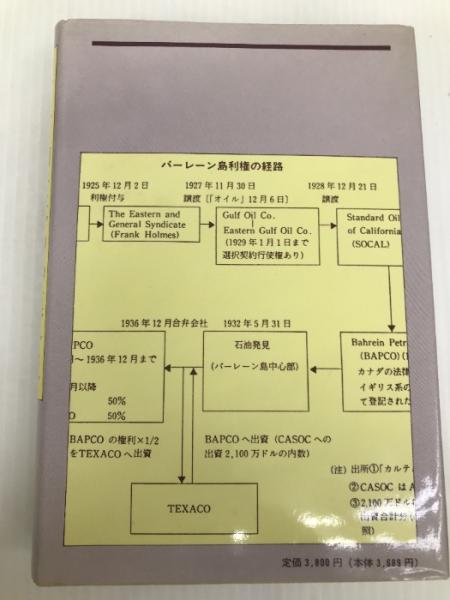 バーレーン島利権の経路
1925年12月2日
利権付与
1927年11月30日
譲渡〔「オイル」12月6日〕
1928年12月21日
譲渡
The Eastern and
General Syndicate
(Frank Holmes)
Gulf Oil Co.
Eastern Gulf Oil Co.
(1929年1月1日まで
選択契約行使権あり)
Standard Oil
of California
(SOCAL)
1936年12月合弁会社
1932年5月31日
PCO
〜1936年12月まで
月以降
50%
O 50%
石油発見
(バーレーン島中心部)
Bahrein Petr
(BAPCO)(1
カナダの法律
イギリス系の
て登記された
BAPCOの権利×1/2
をTEXACOへ出資
BAPCOへ出資(CASOCへの
出資2,100万ドルの内数)
TEXACO
(注) 出所①「カルテ
②CASOCはA
③2,100万ドル
出資合計分
照)
定価3,800円(本体3,689円)